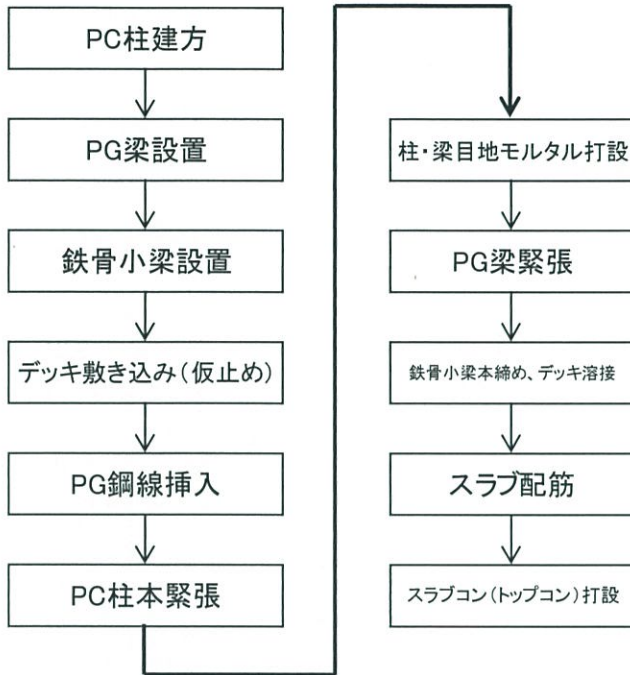 PC柱建方
PG梁設置
鉄骨小梁設置
デッキ敷き込み(仮止め)
PG鋼線挿入
PC柱本緊張
柱・梁目地モルタル打設
PG梁緊張
鉄骨小梁本締め、デッキ溶接
スラブ配筋
スラブコン(トップコン)打設